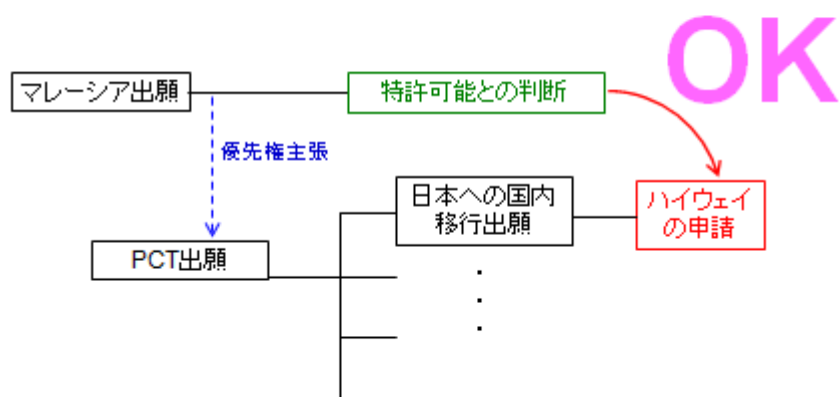 OK
マレーシア出願
特許可能との判断
優先権主張
日本への国内
移行出願
ハイウェイ
の申請
PCT出願